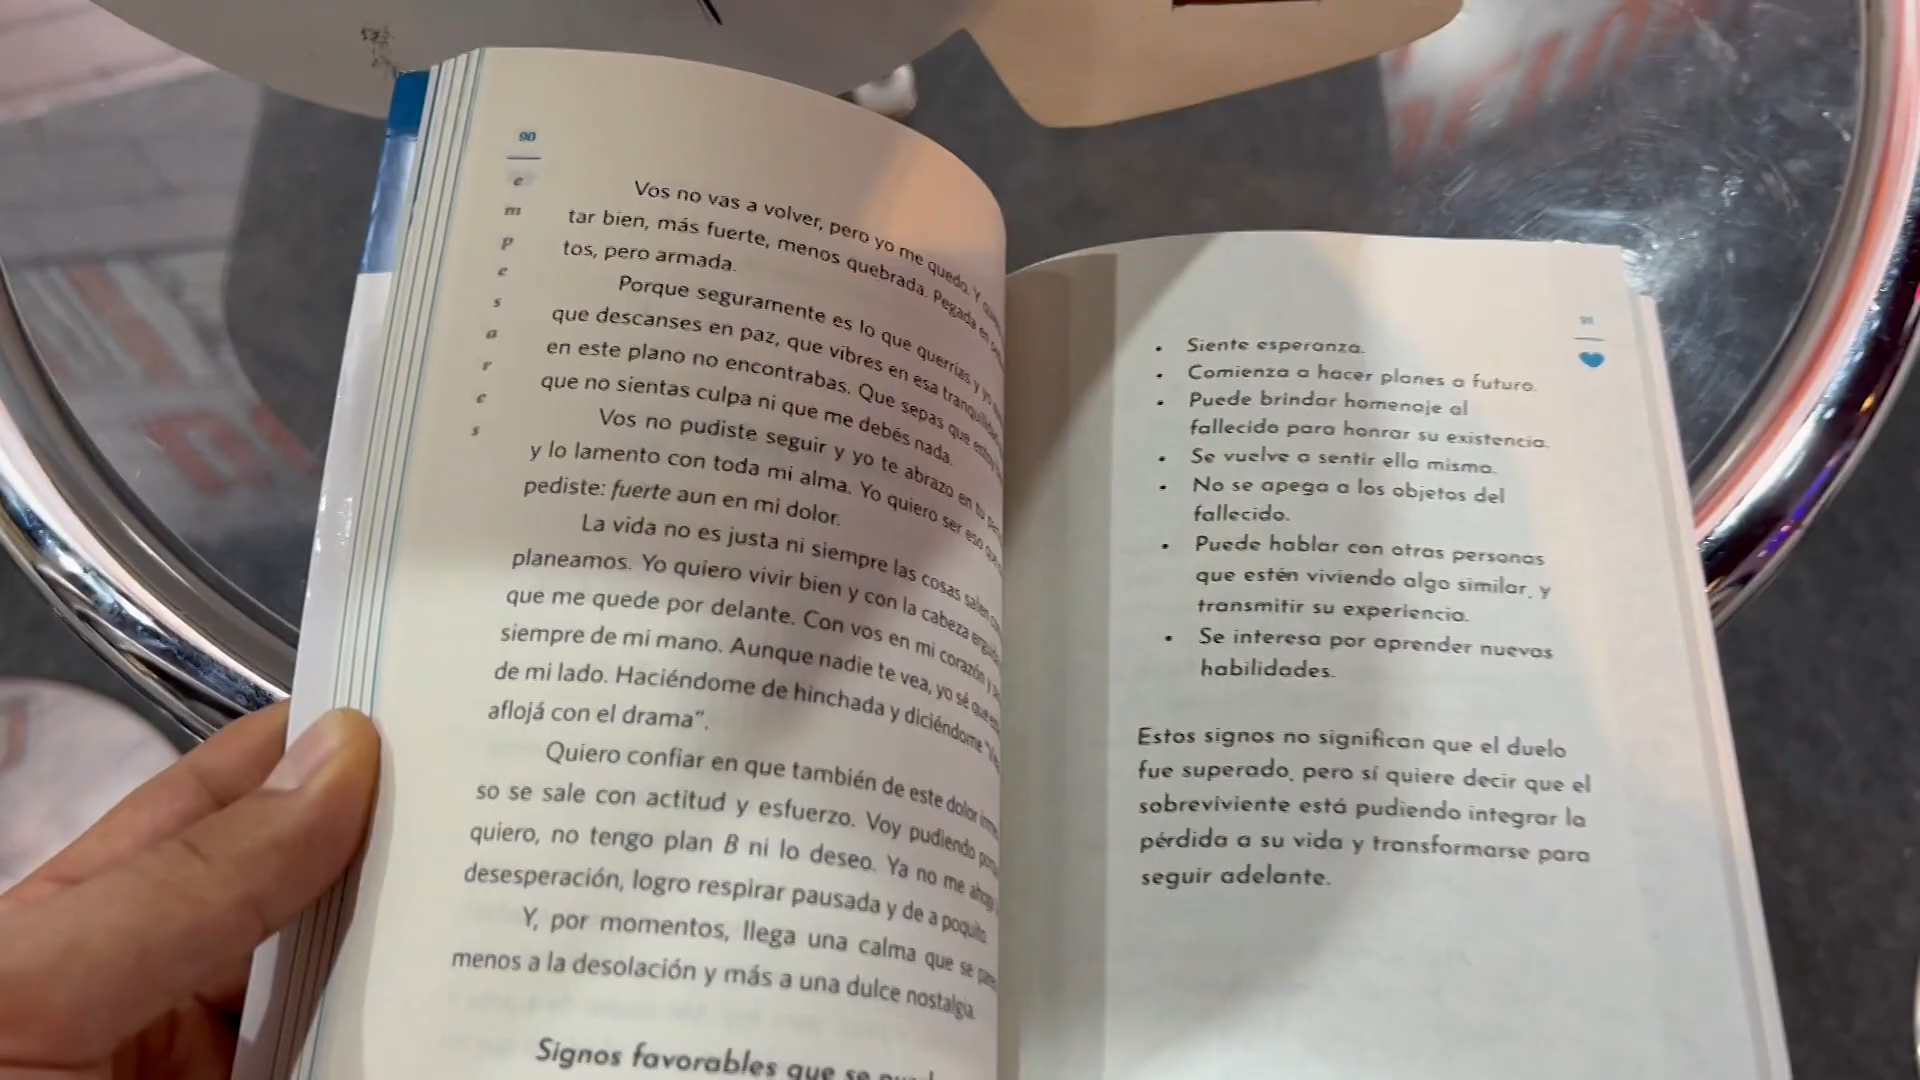 90
e
m
p
e
s
a
r
e
s
Vos no vas a volver, pero yo me quedo. Y
tar bien, más fuerte, menos quebrada. Pegada en
tos, pero armada.
Porque seguramente es lo que querrías y yo
que descanses en paz, que vibres en esa tranquilidad
en este plano no encontrabas. Que sepas que estoy
que no sientas culpa ni que me debés nada.
Vos no pudiste seguir y yo te abrazo en tu
y lo lamento con toda mi alma. Yo quiero ser eso que
pediste: fuerte aun en mi dolor.
La vida no es justa ni siempre las cosas salen
planeamos. Yo quiero vivir bien y con la cabeza erguida
que me quede por delante. Con vos en mi corazón y
siempre de mi mano. Aunque nadie te vea, yo sé que
de mi lado. Haciéndome de hinchada y diciéndome
aflojá con el drama”.
Quiero confiar en que también de este dolor
so se sale con actitud y esfuerzo. Voy pudiendo
quiero, no tengo plan B ni lo deseo. Ya no me
desesperación, logro respirar pausada y de a poquito.
Y, por momentos, llega una calma que se
menos a la desolación y más a una dulce nostalgia.
Signos favorables que se
91
• Siente esperanza.
• Comienza a hacer planes a futuro.
• Puede brindar homenaje al
fallecido para honrar su existencia.
• Se vuelve a sentir ella misma.
• No se apega a los objetos del
fallecido.
• Puede hablar con otras personas
que estén viviendo algo similar, y
transmitir su experiencia.
• Se interesa por aprender nuevas
habilidades.
Estos signos no significan que el duelo
fue superado, pero sí quiere decir que el
sobreviviente está pudiendo integrar la
pérdida a su vida y transformarse para
seguir adelante.